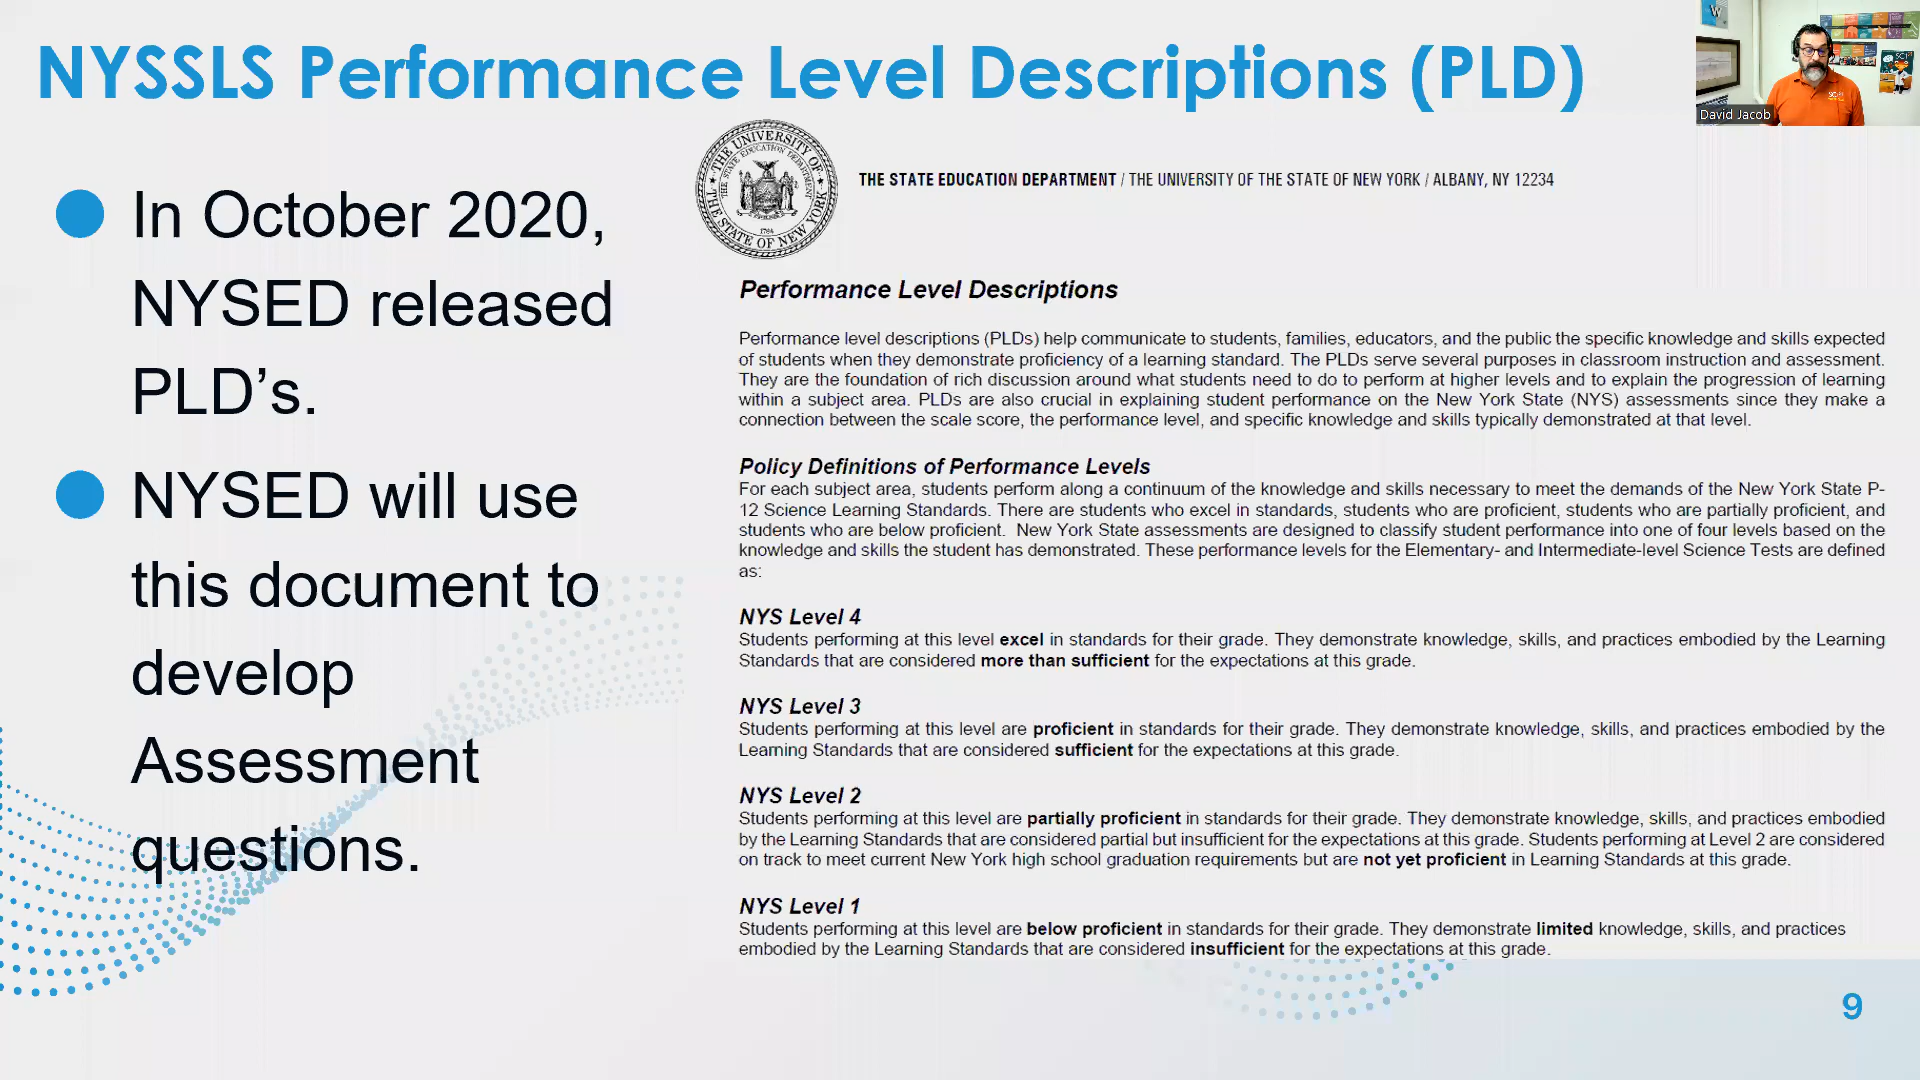 NYSSLS Performance Level Descriptions (PLD)
In October 2020,
NYSED released
PLD’s.
NYSED will use
this document to
develop
Assessment
questions.
THE UNIVERSITY OF
THE STATE OF NEW YORK
THE STATE EDUCATION DEPARTMENT
1784
THE STATE EDUCATION DEPARTMENT / THE UNIVERSITY OF THE STATE OF NEW YORK / ALBANY, NY 12234
Performance Level Descriptions
Performance level descriptions (PLDs) help communicate to students, families, educators, and the public the specific knowledge and skills expected
of students when they demonstrate proficiency of a learning standard. The PLDs serve several purposes in classroom instruction and assessment.
They are the foundation of rich discussion around what students need to do to perform at higher levels and to explain the progression of learning
within a subject area. PLDs are also crucial in explaining student performance on the New York State (NYS) assessments since they make a
connection between the scale score, the performance level, and specific knowledge and skills typically demonstrated at that level.
Policy Definitions of Performance Levels
For each subject area, students perform along a continuum of the knowledge and skills necessary to meet the demands of the New York State P-
12 Science Learning Standards. There are students who excel in standards, students who are proficient, students who are partially proficient, and
students who are below proficient. New York State assessments are designed to classify student performance into one of four levels based on the
knowledge and skills the student has demonstrated. These performance levels for the Elementary- and Intermediate-level Science Tests are defined
as:
NYS Level 4
Students performing at this level excel in standards for their grade. They demonstrate knowledge, skills, and practices embodied by the Learning
Standards that are considered more than sufficient for the expectations at this grade.
NYS Level 3
Students performing at this level are proficient in standards for their grade. They demonstrate knowledge, skills, and practices embodied by the
Learning Standards that are considered sufficient for the expectations at this grade.
NYS Level 2
Students performing at this level are partially proficient in standards for their grade. They demonstrate knowledge, skills, and practices embodied
by the Learning Standards that are considered partial but insufficient for the expectations at this grade. Students performing at Level 2 are considered
on track to meet current New York high school graduation requirements but are not yet proficient in Learning Standards at this grade.
NYS Level 1
Students performing at this level are below proficient in standards for their grade. They demonstrate limited knowledge, skills, and practices
embodied by the Learning Standards that are considered insufficient for the expectations at this grade.
David Jacob
9